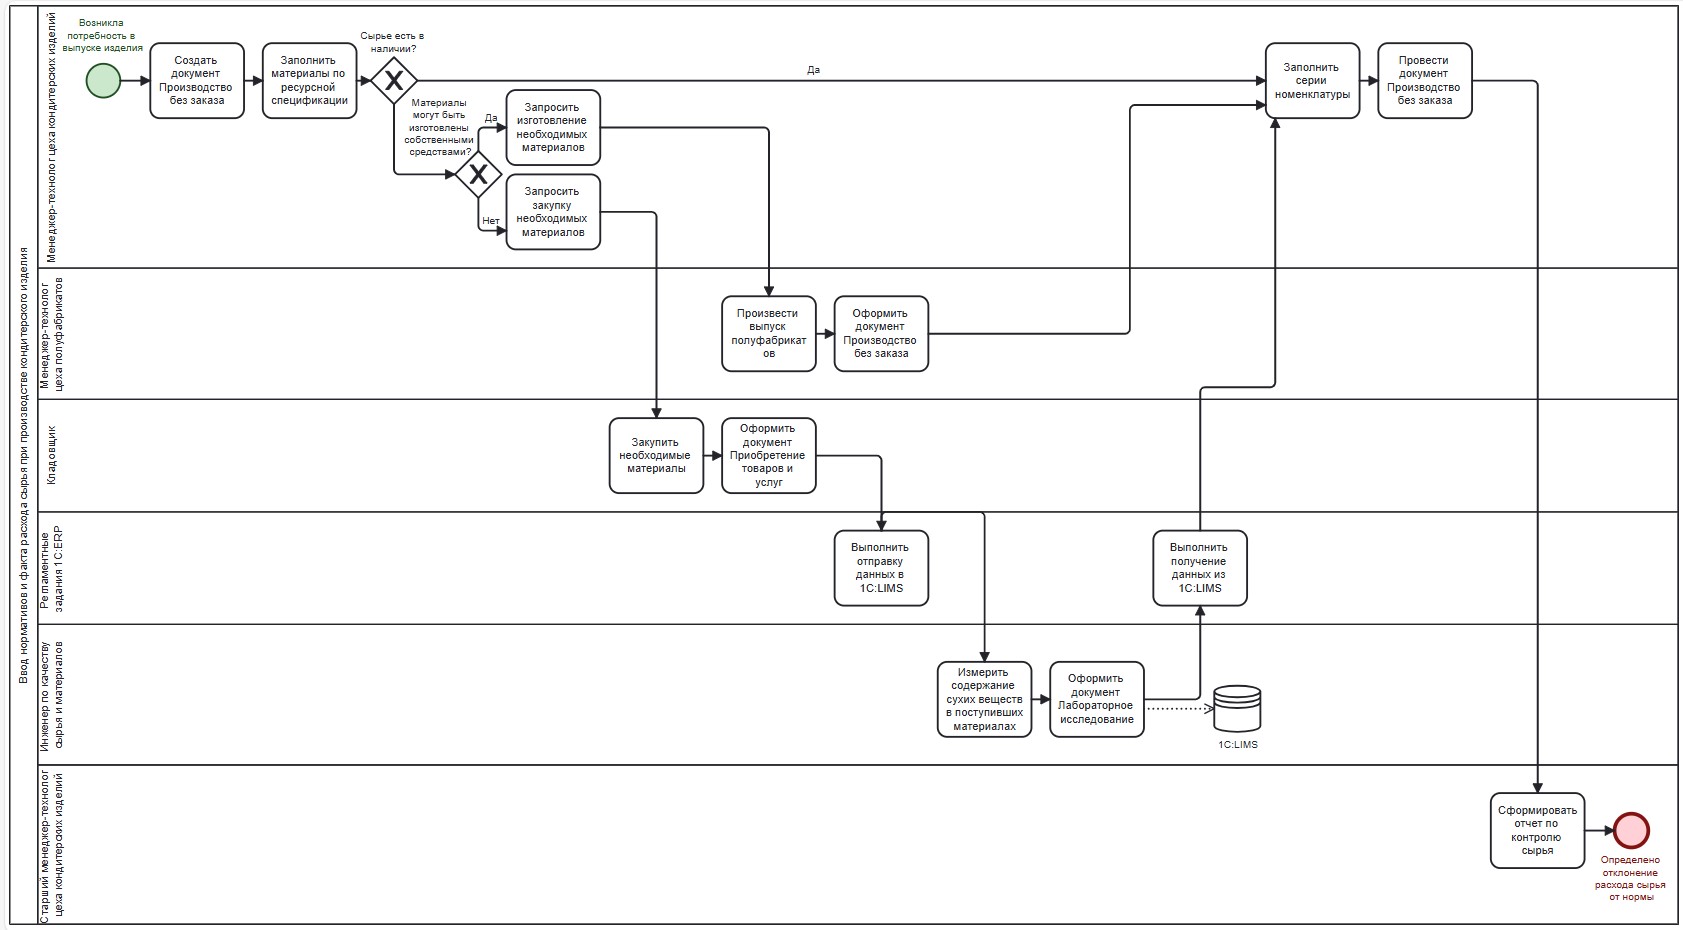 Ввод нормативов и факта расхода сырья при производстве кондитерского изделия
Менеджер-технолог цеха кондитерских изделий
Возникла
потребность в
выпуске изделия
Создать
документ
Производство
без заказа
Заполнить
материалы по
ресурсной
спецификации
Сырье есть в
наличии?
Да
Материалы
могут быть
изготовлены
собственными
средствами?
Да
Запросить
изготовление
необходимых
материалов
Нет
Запросить
закупку
необходимых
материалов
Заполнить
серии
номенклатуры
Провести
документ
Производство
без заказа
Менеджер-технолог
цеха полуфабрикатов
Произвести
выпуск
полуфабрикат
ов
Оформить
документ
Производство
без заказа
Кладовщик
Закупить
необходимые
материалы
Оформить
документ
Приобретение
товаров и
услуг
Регламентные
задания 1С:ERP
Выполнить
отправку
данных в
1С:LIMS
Выполнить
получение
данных из
1С:LIMS
Инженер по качеству
сырья и материалов
Измерить
содержание
сухих веществ
в поступивших
материалах
Оформить
документ
Лабораторное
исследование
1С:LIMS
Старший менеджер-технолог
цеха кондитерских изделий
Сформировать
отчет по
контролю
сырья
Определено
отклонение
расхода сырья
от нормы